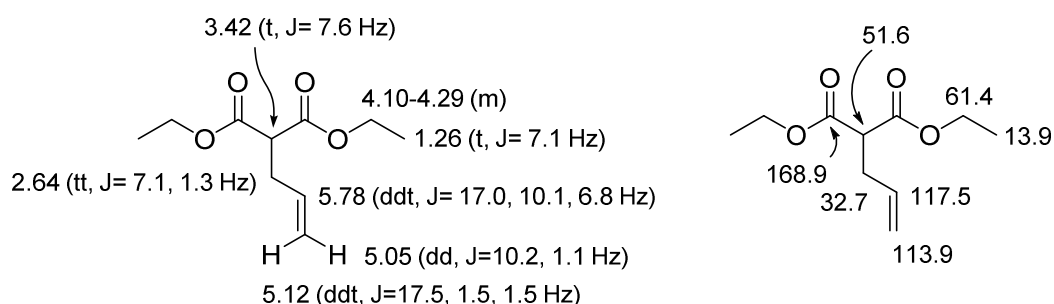 3.42 (t, J= 7.6 Hz)
O O
4.10-4.29 (m)
O O
1.26 (t, J= 7.1 Hz)
2.64 (tt, J= 7.1, 1.3 Hz)
5.78 (ddt, J= 17.0, 10.1, 6.8 Hz)
H H
5.05 (dd, J=10.2, 1.1 Hz)
5.12 (ddt, J=17.5, 1.5, 1.5 Hz)
51.6
O O
61.4
O O
13.9
168.9
32.7 117.5
113.9